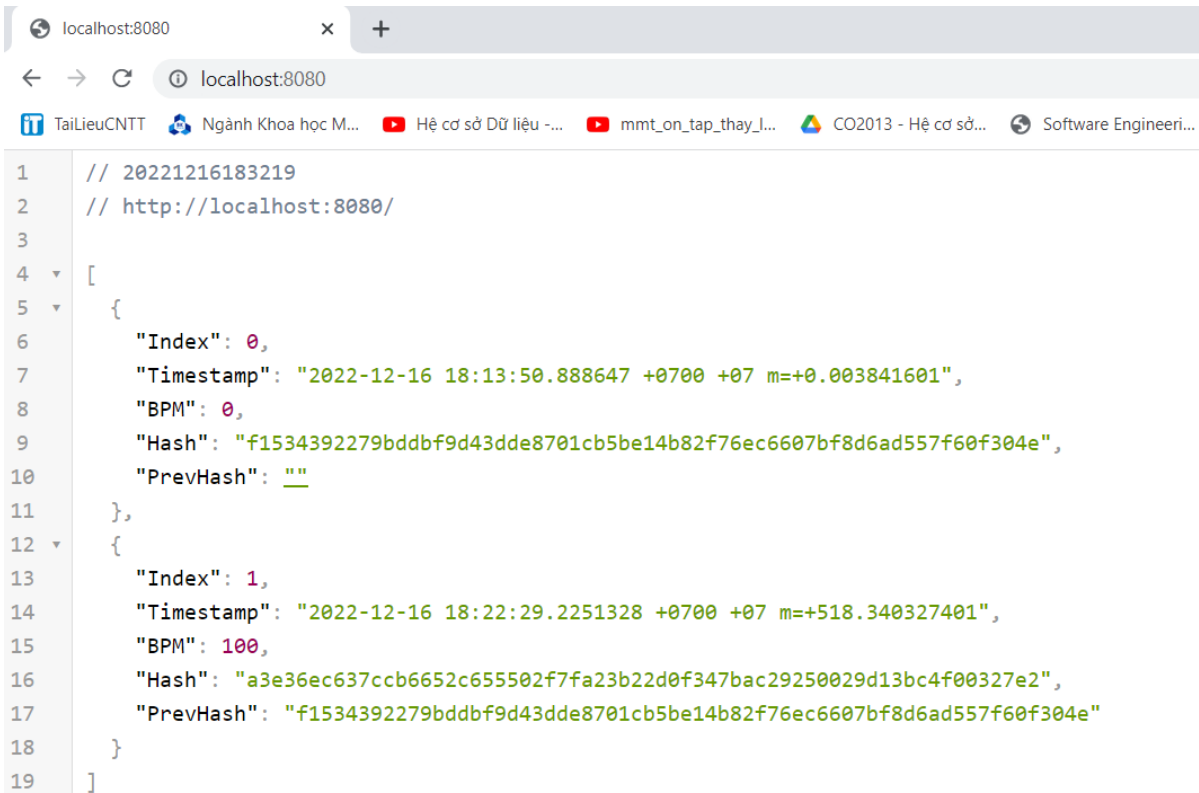 localhost:8080
localhost:8080
TaiLieuCNTT Ngành Khoa học M... Hệ cơ sở Dữ liệu -... mmt_on_tap_thay_l... CO2013 - Hệ cơ sở... Software Engineeri...
1 // 20221216183219
2 // http://localhost:8080/
3
4 [
5 {
6 "Index": 0,
7 "Timestamp": "2022-12-16 18:13:50.888647 +0700 +07 m=+0.003841601",
8 "BPM": 0,
9 "Hash": "f1534392279bddbf9d43dde8701cb5be14b82f76ec6607bf8d6ad557f60f304e",
10 "PrevHash": ""
11 },
12 {
13 "Index": 1,
14 "Timestamp": "2022-12-16 18:22:29.2251328 +0700 +07 m=+518.340327401",
15 "BPM": 100,
16 "Hash": "a3e36ec637ccb6652c655502f7fa23b22d0f347bac29250029d13bc4f00327e2",
17 "PrevHash": "f1534392279bddbf9d43dde8701cb5be14b82f76ec6607bf8d6ad557f60f304e"
18 }
19 ]